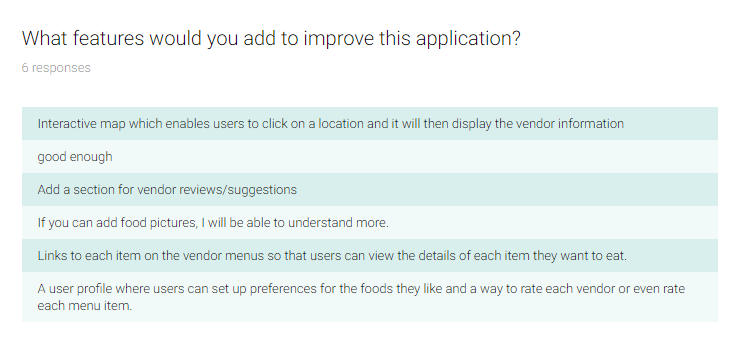 What features would you add to improve this application?
6 responses
Interactive map which enables users to click on a location and it will then display the vendor information
good enough
Add a section for vendor reviews/suggestions
If you can add food pictures, I will be able to understand more.
Links to each item on the vendor menus so that users can view the details of each item they want to eat.
A user profile where users can set up preferences for the foods they like and a way to rate each vendor or even rate
each menu item.